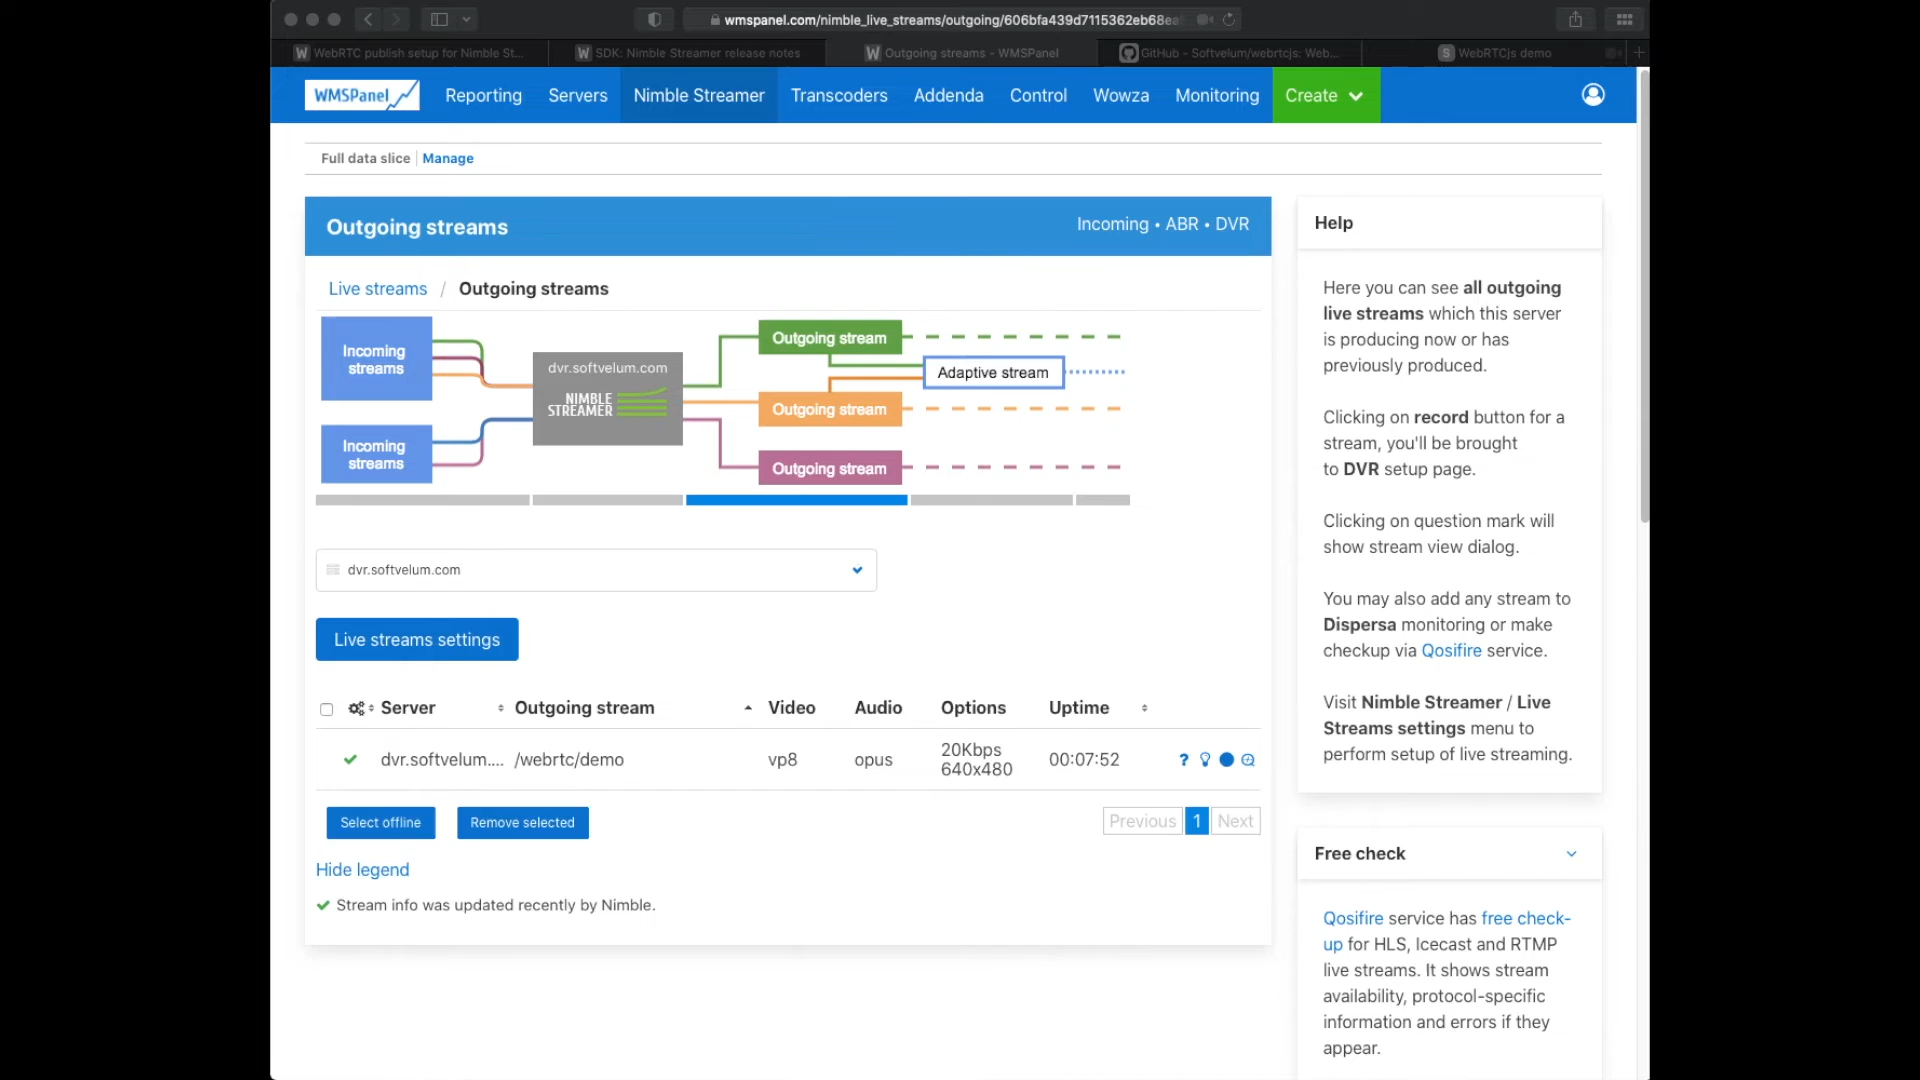 wmspanel.com/nimble_live_streams/outgoing/606bfa439d7115362eb68ea
WebRTC publish setup for Nimble St...
SDK: Nimble Streamer release notes
Outgoing streams - WMSPanel
GitHub - Softvelum/webrtcjs: Web...
WebRTCjs demo
WMSPanel
Reporting
Servers
Nimble Streamer
Transcoders
Addenda
Control
Wowza
Monitoring
Create
Full data slice
Manage
Outgoing streams
Incoming • ABR • DVR
Live streams / Outgoing streams
Incoming
streams
Incoming
streams
dvr.softvelum.com
NIMBLE
STREAMER
Outgoing stream
Adaptive stream
Outgoing stream
Outgoing stream
dvr.softvelum.com
Live streams settings
Server Outgoing stream Video Audio Options Uptime
dvr.softvelum.... /webrtc/demo vp8 opus 20Kbps 640x480 00:07:52 ?
Select offline
Remove selected
Previous 1 Next
Hide legend
Stream info was updated recently by Nimble.
Help
Here you can see all outgoing
live streams which this server
is producing now or has
previously produced.
Clicking on record button for a
stream, you'll be brought
to DVR setup page.
Clicking on question mark will
show stream view dialog.
You may also add any stream to
Dispersa monitoring or make
checkup via Qosifire service.
Visit Nimble Streamer / Live
Streams settings menu to
perform setup of live streaming.
Free check
Qosifire service has free check-
up for HLS, Icecast and RTMP
live streams. It shows stream
availability, protocol-specific
information and errors if they
appear.